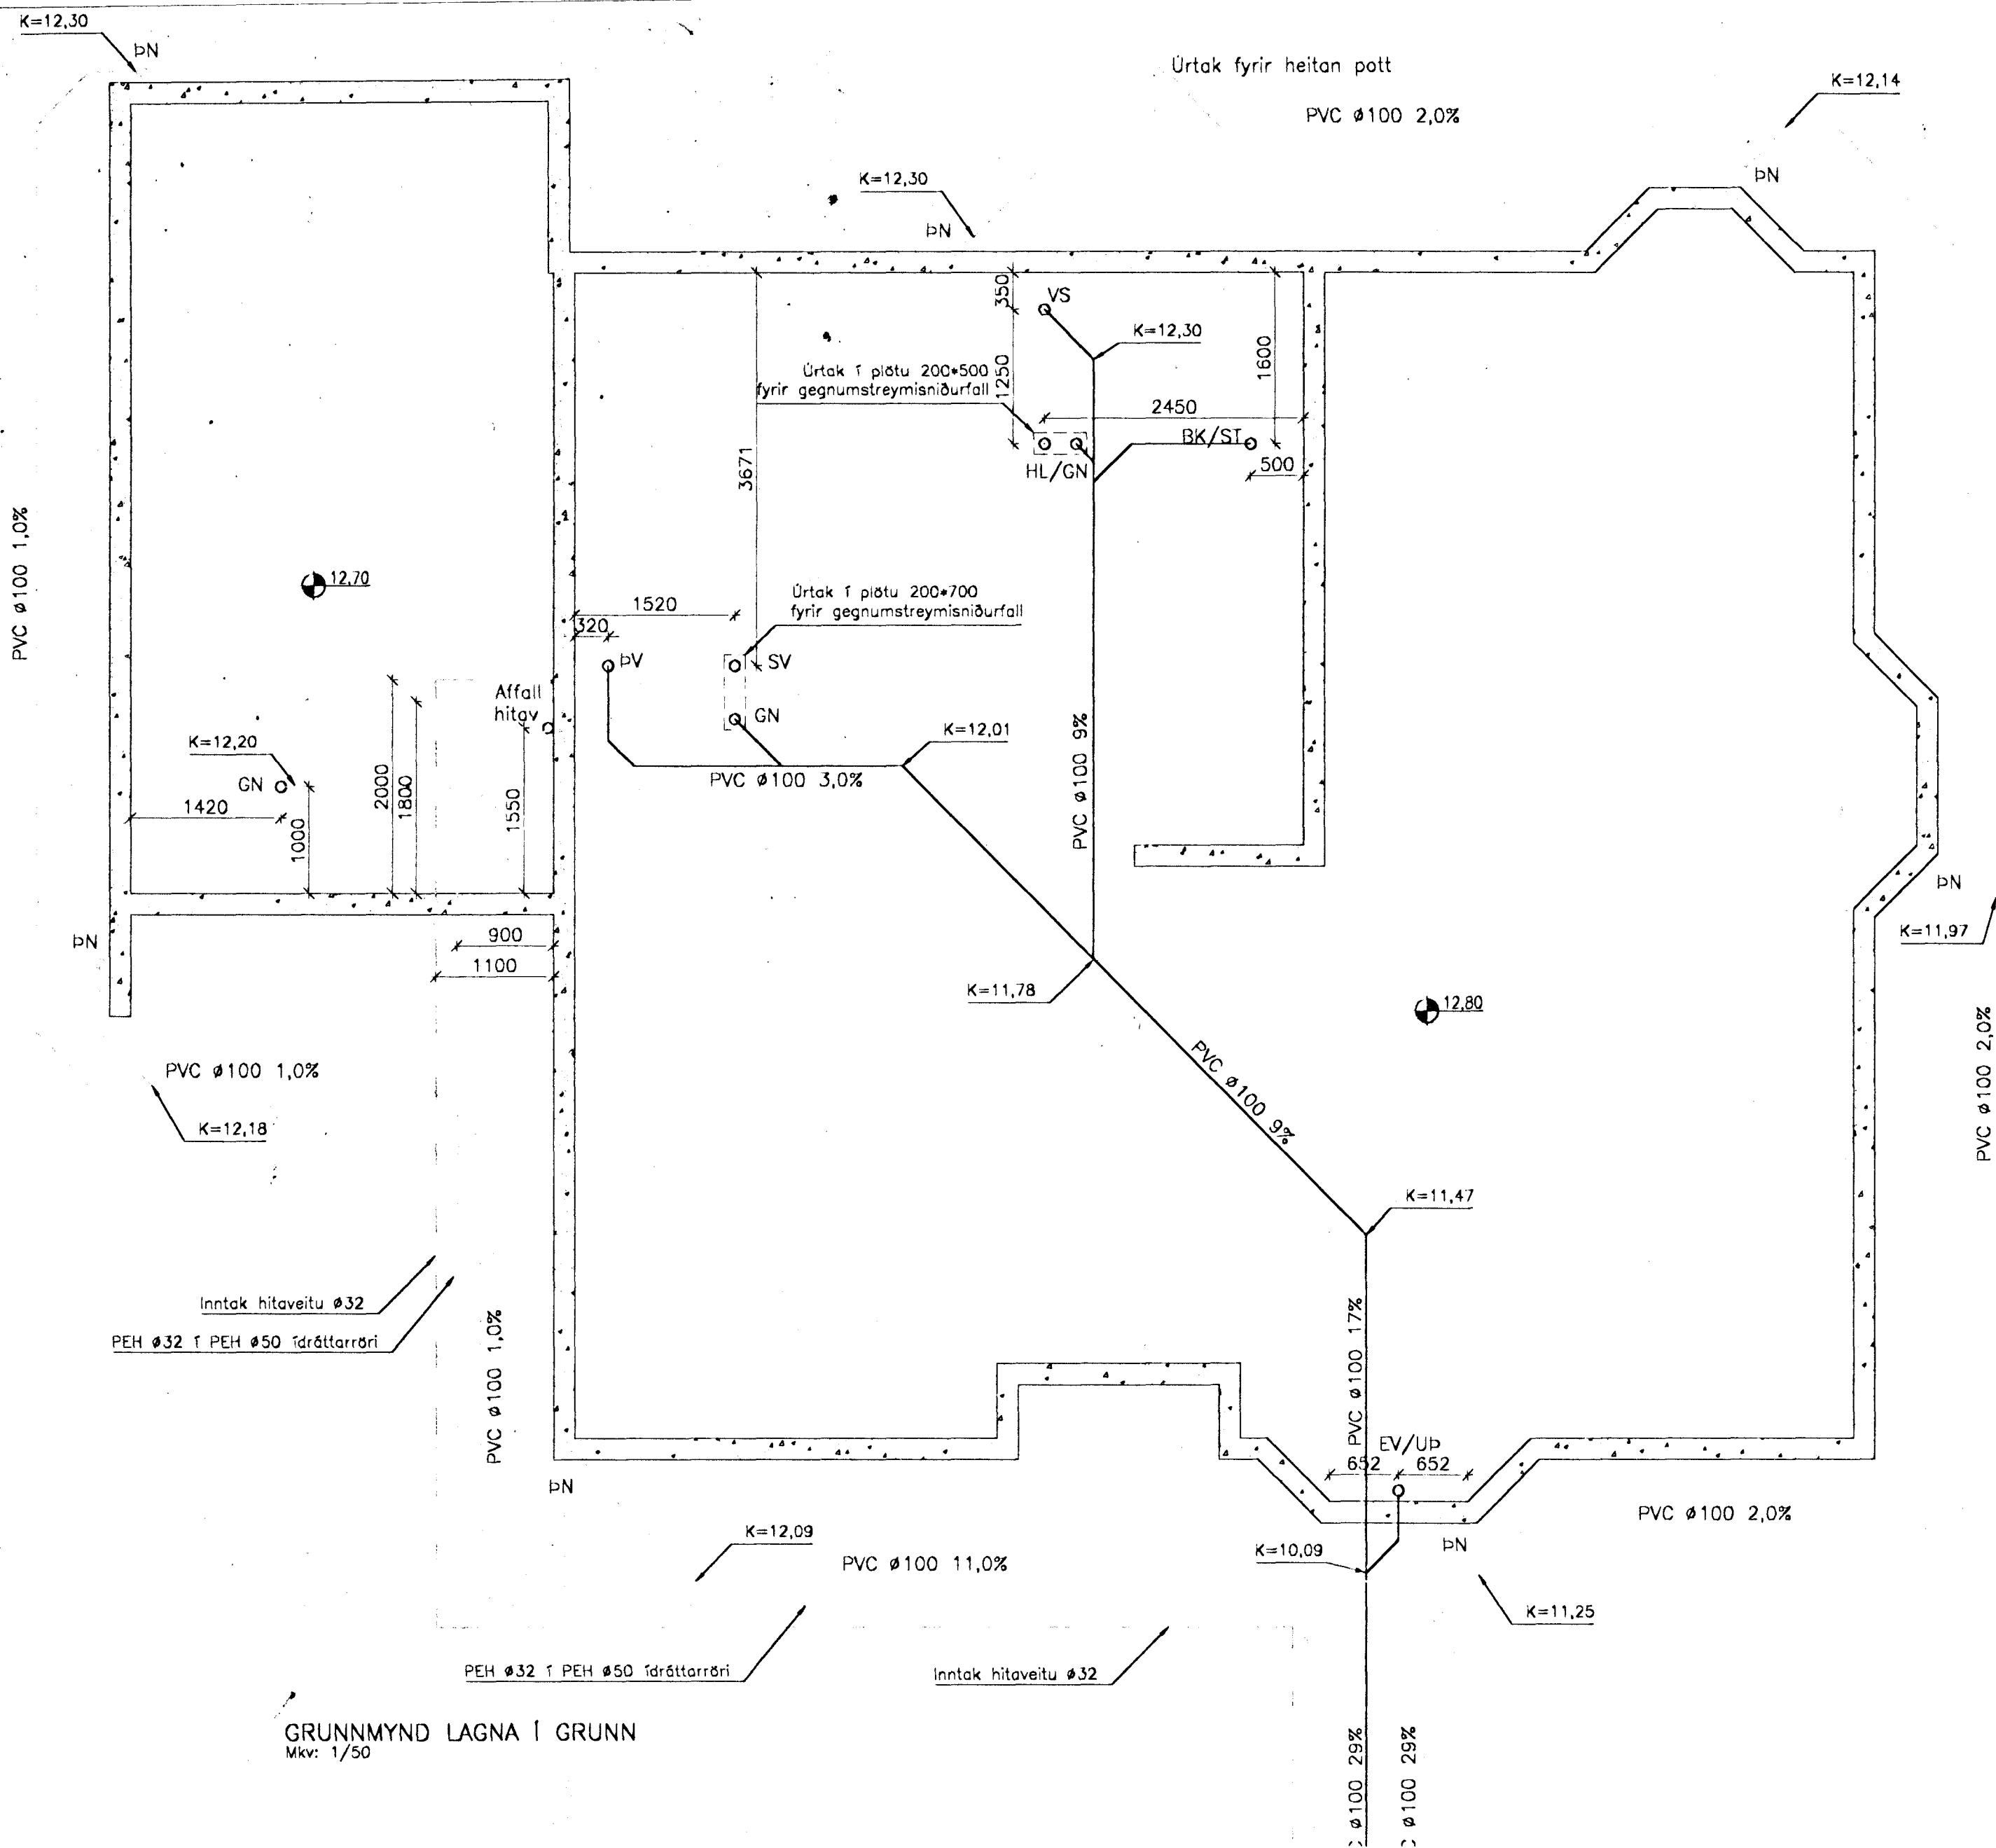 K=12,30
ÞN
Úrtak fyrir heitan pott
K=12,14
PVC ø100 2,0%
ÞN
K=12,30
ÞN
350
VS
K=12,30
1600
Úrtak í plötu 200*500
fyrir gegnumstreymisniðurfall
1250
2450
BK/ST
HL/GN
500
3671
PVC ø100 1,0%
12,70
Úrtak í plötu 200*700
fyrir gegnumstreymisniðurfall
1520
320
ÞV
SV
Affall
hitav
GN
K=12,01
K=12,20
GN
PVC ø100 3,0%
PVC ø100 9%
1420
1000
2000
1800
1550
ÞN
ÞN
900
K=11,97
1100
K=11,78
12,80
PVC ø100 1,0%
PVC ø100 9%
PVC ø100 2,0%
K=12,18
K=11,47
Inntak hitaveitu ø32
PEH ø32 í PEH ø50 ídráttarröri
PVC ø100 1,0%
PVC ø100 17%
EV/UÞ
652
652
ÞN
PVC ø100 2,0%
K=12,09
PVC ø100 11,0%
K=10,09
ÞN
K=11,25
PEH ø32 í PEH ø50 ídráttarröri
Inntak hitaveitu ø32
GRUNNMYND LAGNA Í GRUNN
Mkv: 1/50
ø100 29%
ø100 29%